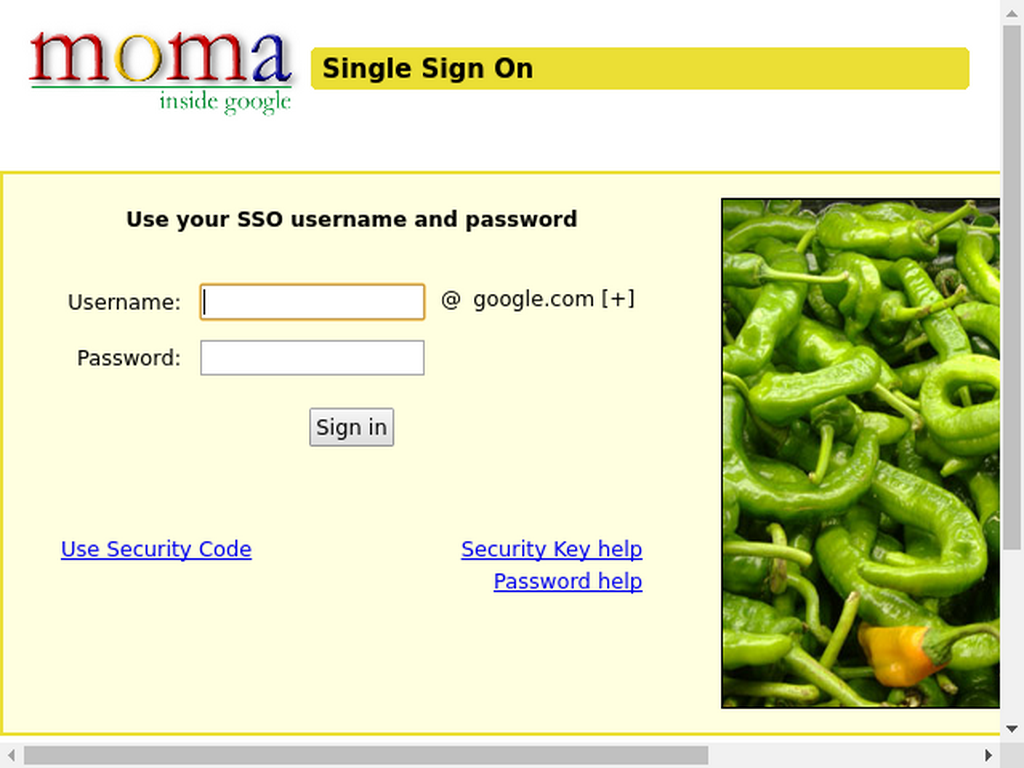 moma
inside google
Single Sign On
Use your SSO username and password
Username: @ google.com [+]
Password:
Sign in
Use Security Code
Security Key help
Password help